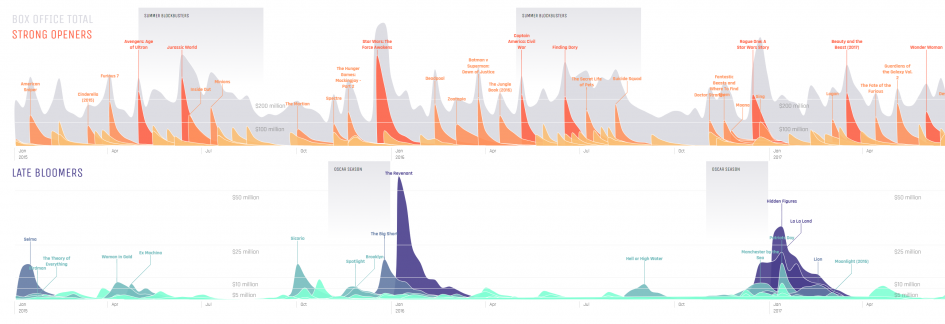 BOX OFFICE TOTAL
STRONG OPENERS
SUMMER BLOCKBUSTERS
SUMMER BLOCKBUSTERS
Avengers: Age
of Ultron
Jurassic World
Star Wars: The
Force Awakens
Captain
America: Civil
War
Finding Dory
Rogue One: A
Star Wars Story
Beauty and the
Beast (2017)
Wonder Woman
American
Sniper
Cinderella
(2015)
Furious 7
Inside Out
Minions
The Martian
The Hunger
Games:
Mockingjay -
Part 2
Spectre
Deadpool
Zootopia
Batman v
Superman:
Dawn of Justice
The Jungle
Book (2016)
The Secret Life
of Pets
Suicide Squad
Doctor Strange
Fantastic
Beasts and
Where To Find
Moana
Sing
Logan
The Fate of the
Furious
Guardians of
the Galaxy Vol.
2
$250 million
$100 million
$250 million
$100 million
Jan
2015
Apr
Jul
Oct
Jan
2016
Apr
Jul
Oct
Jan
2017
Apr
LATE BLOOMERS
OSCAR SEASON
OSCAR SEASON
The Revenant
Hidden Figures
La La Land
Selma
The Theory of
Everything
Woman in Gold
Ex Machina
Sicario
Spotlight
Brooklyn
The Big Short
Hell or High Water
Manchester by the
Sea
Lion
Moonlight (2016)
$50 million
$25 million
$10 million
$5 million
$50 million
$25 million
$10 million
$5 million
Jan
2015
Apr
Jul
Jan
2016
Apr
Jul
Oct
Jan
2017
Apr